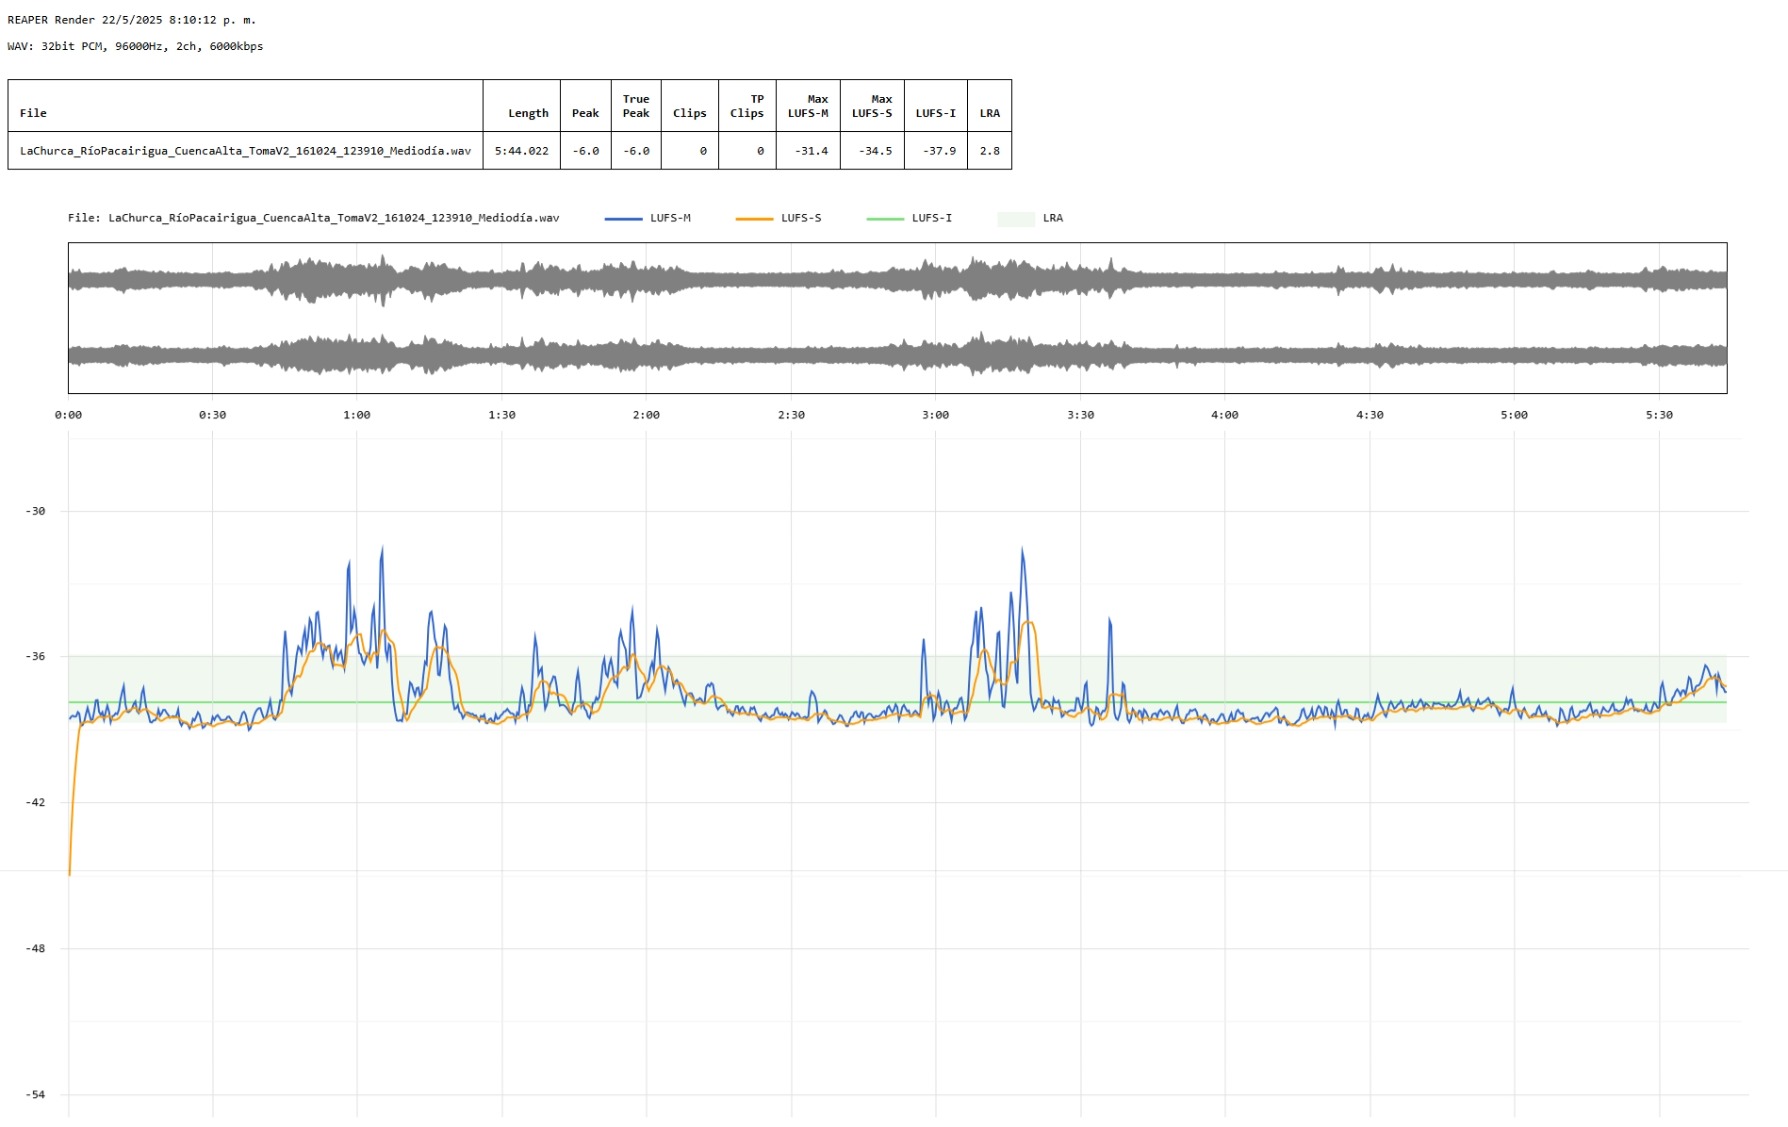 REAPER Render 22/5/2025 8:10:12 p. m.
WAV: 32bit PCM, 96000Hz, 2ch, 6000kbps
File Length Peak True Peak Clips TP Clips Max LUFS-M Max LUFS-S LUFS-I LRA
LaChurca_RíoPacairigua_CuencaAlta_TomaV2_161024_123910_Mediodía.wav 5:44.022 -6.0 -6.0 0 0 -31.4 -34.5 -37.9 2.8
File: LaChurca_RíoPacairigua_CuencaAlta_TomaV2_161024_123910_Mediodía.wav LUFS-M LUFS-S LUFS-I LRA
0:00 0:30 1:00 1:30 2:00 2:30 3:00 3:30 4:00 4:30 5:00 5:30
-30
-36
-42
-48
-54